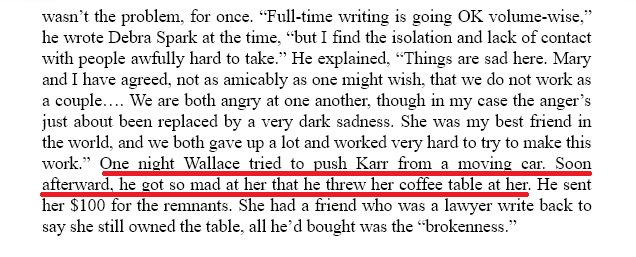 wasn't the problem, for once. “Full-time writing is going OK volume-wise,”
he wrote Debra Spark at the time, “but I find the isolation and lack of contact
with people awfully hard to take.” He explained, “Things are sad here. Mary
and I have agreed, not as amicably as one might wish, that we do not work as
a couple.… We are both angry at one another, though in my case the anger's
just about been replaced by a very dark sadness. She was my best friend in
the world, and we both gave up a lot and worked very hard to try to make this
work.” One night Wallace tried to push Karr from a moving car. Soon
afterward, he got so mad at her that he threw her coffee table at her. He sent
her $100 for the remnants. She had a friend who was a lawyer write back to
say she still owned the table, all he'd bought was the “brokenness.”